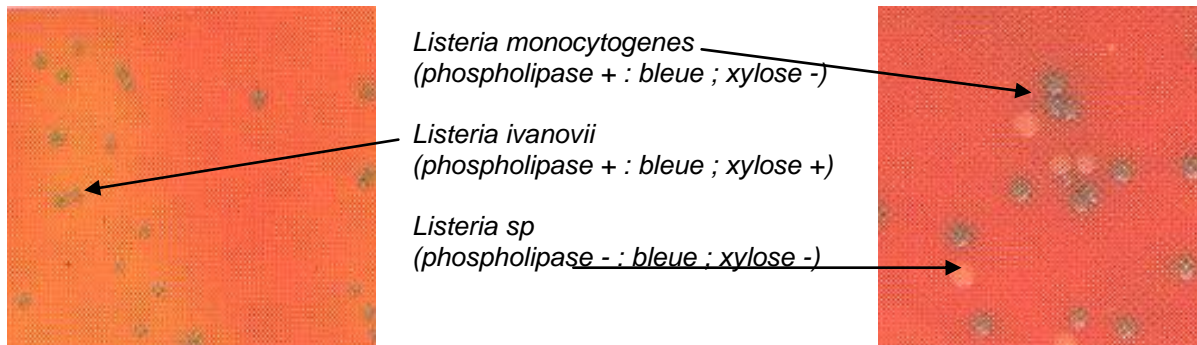 Listeria monocytogenes
(phospholipase + : bleue ; xylose -)
Listeria ivanovii
(phospholipase + : bleue ; xylose +)
Listeria sp
(phospholipase - : bleue ; xylose -)